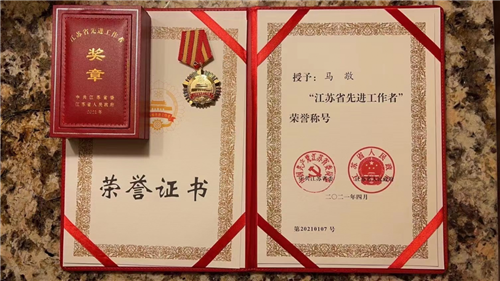 江苏省先进工作者
奖章
中共江苏省委
江苏省人民政府
荣誉证书
授予：马敬
“江苏省先进工作者”
荣誉称号
二〇二一年四月
第20210107号